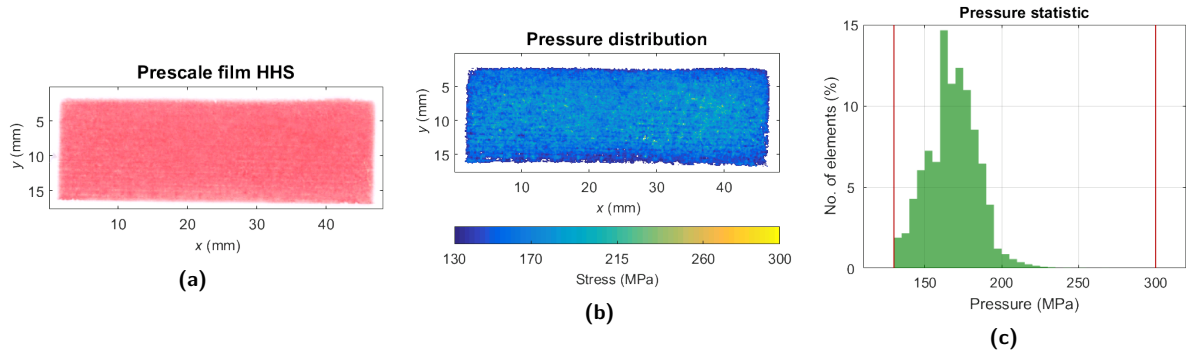 Prescale film HHS
y (mm)
5
10
15
10
20
30
40
x (mm)
(a)
Pressure distribution
y (mm)
5
10
15
10
20
30
40
x (mm)
130
170
215
260
300
Stress (MPa)
(b)
Pressure statistic
No. of elements (%)
15
10
5
0
150
200
250
300
Pressure (MPa)
(c)